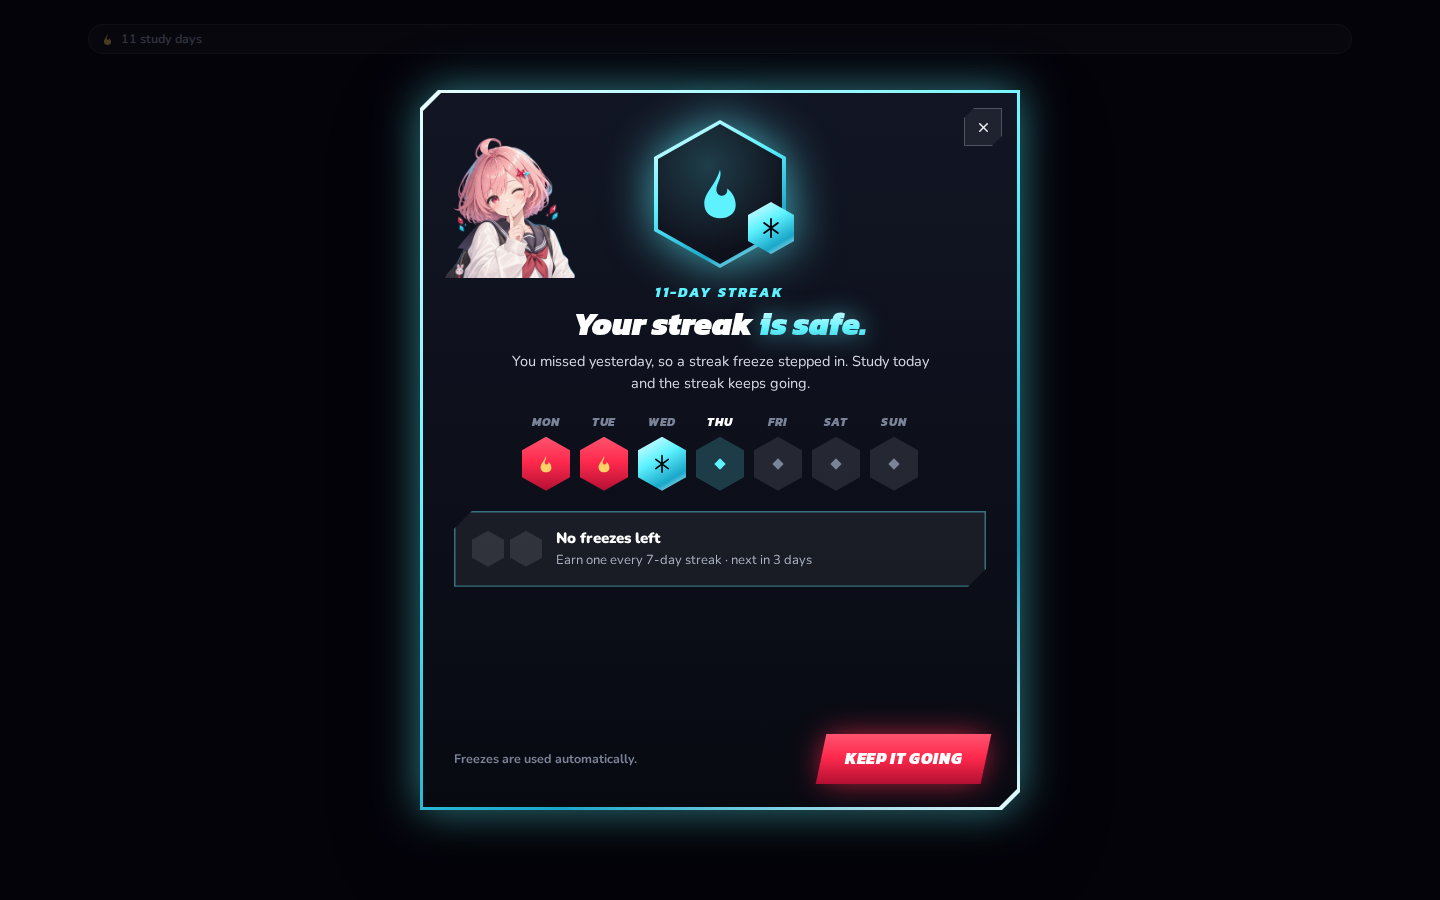 11 study days
11-DAY STREAK
Your streak is safe.
You missed yesterday, so a streak freeze stepped in. Study today
and the streak keeps going.
MON TUE WED THU FRI SAT SUN
No freezes left
Earn one every 7-day streak · next in 3 days
Freezes are used automatically.
KEEP IT GOING